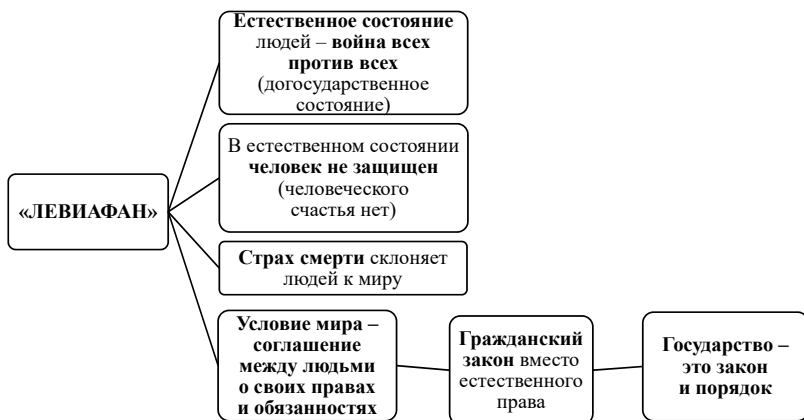 Естественное состояние
людей – война всех
против всех
(догосударственное
состояние)
В естественном состоянии
человек не защищен
(человеческого
счастья нет)
«ЛЕВИАФАН»
Страх смерти склоняет
людей к миру
Условие мира –
соглашение
между людьми
о своих правах
и обязанностях
Гражданский
закон вместо
естественного
права
Государство –
это закон
и порядок